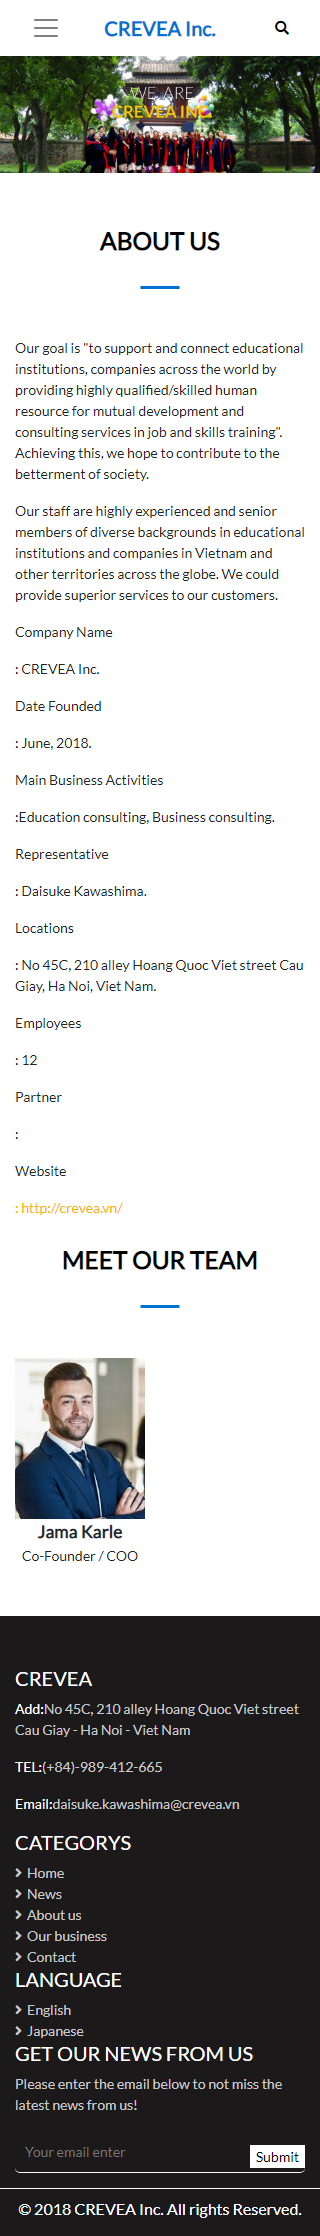 CREVEA Inc.
WE ARE
CREVEA INC.
ABOUT US
Our goal is "to support and connect educational
institutions, companies across the world by
providing highly qualified/skilled human
resource for mutual development and
consulting services in job and skills training".
Achieving this, we hope to contribute to the
betterment of society.
Our staff are highly experienced and senior
members of diverse backgrounds in educational
institutions and companies in Vietnam and
other territories across the globe. We could
provide superior services to our customers.
Company Name
: CREVEA Inc.
Date Founded
: June, 2018.
Main Business Activities
:Education consulting, Business consulting.
Representative
: Daisuke Kawashima.
Locations
: No 45C, 210 alley Hoang Quoc Viet street Cau
Giay, Ha Noi, Viet Nam.
Employees
: 12
Partner
:
Website
: http://crevea.vn/
MEET OUR TEAM
Jama Karle
Co-Founder / COO
CREVEA
Add:No 45C, 210 alley Hoang Quoc Viet street
Cau Giay - Ha Noi - Viet Nam
TEL:(+84)-989-412-665
Email:daisuke.kawashima@crevea.vn
CATEGORYS
Home
News
About us
Our business
Contact
LANGUAGE
English
Japanese
GET OUR NEWS FROM US
Please enter the email below to not miss the
latest news from us!
Your email enter
Submit
© 2018 CREVEA Inc. All rights Reserved.